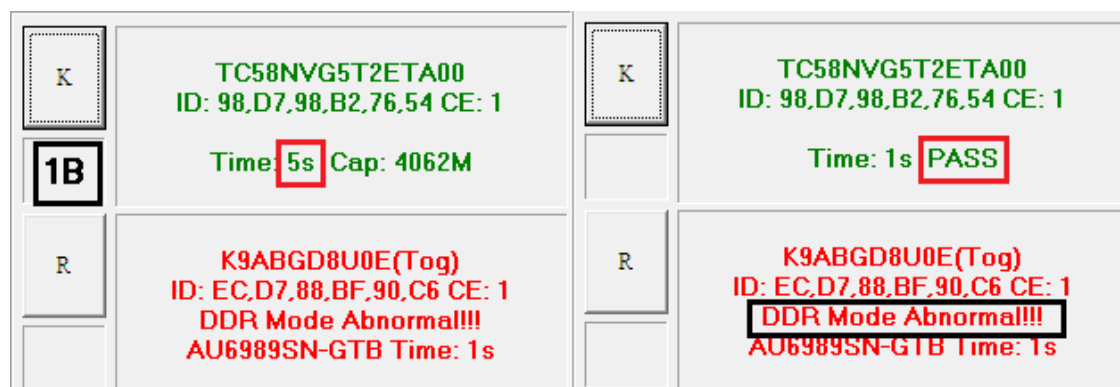 K
TC58NVG5T2ETA00
ID: 98,D7,98,B2,76,54 CE: 1
1B
Time: 5s Cap: 4062M
R
K9ABGD8U0E(Tog)
ID: EC,D7,88,BF,90,C6 CE: 1
DDR Mode Abnormal!!!
AU6989SN-GTB Time: 1s
K
TC58NVG5T2ETA00
ID: 98,D7,98,B2,76,54 CE: 1
Time: 1s PASS
R
K9ABGD8U0E(Tog)
ID: EC,D7,88,BF,90,C6 CE: 1
DDR Mode Abnormal!!!
AU6989SN-GTB Time: 1s